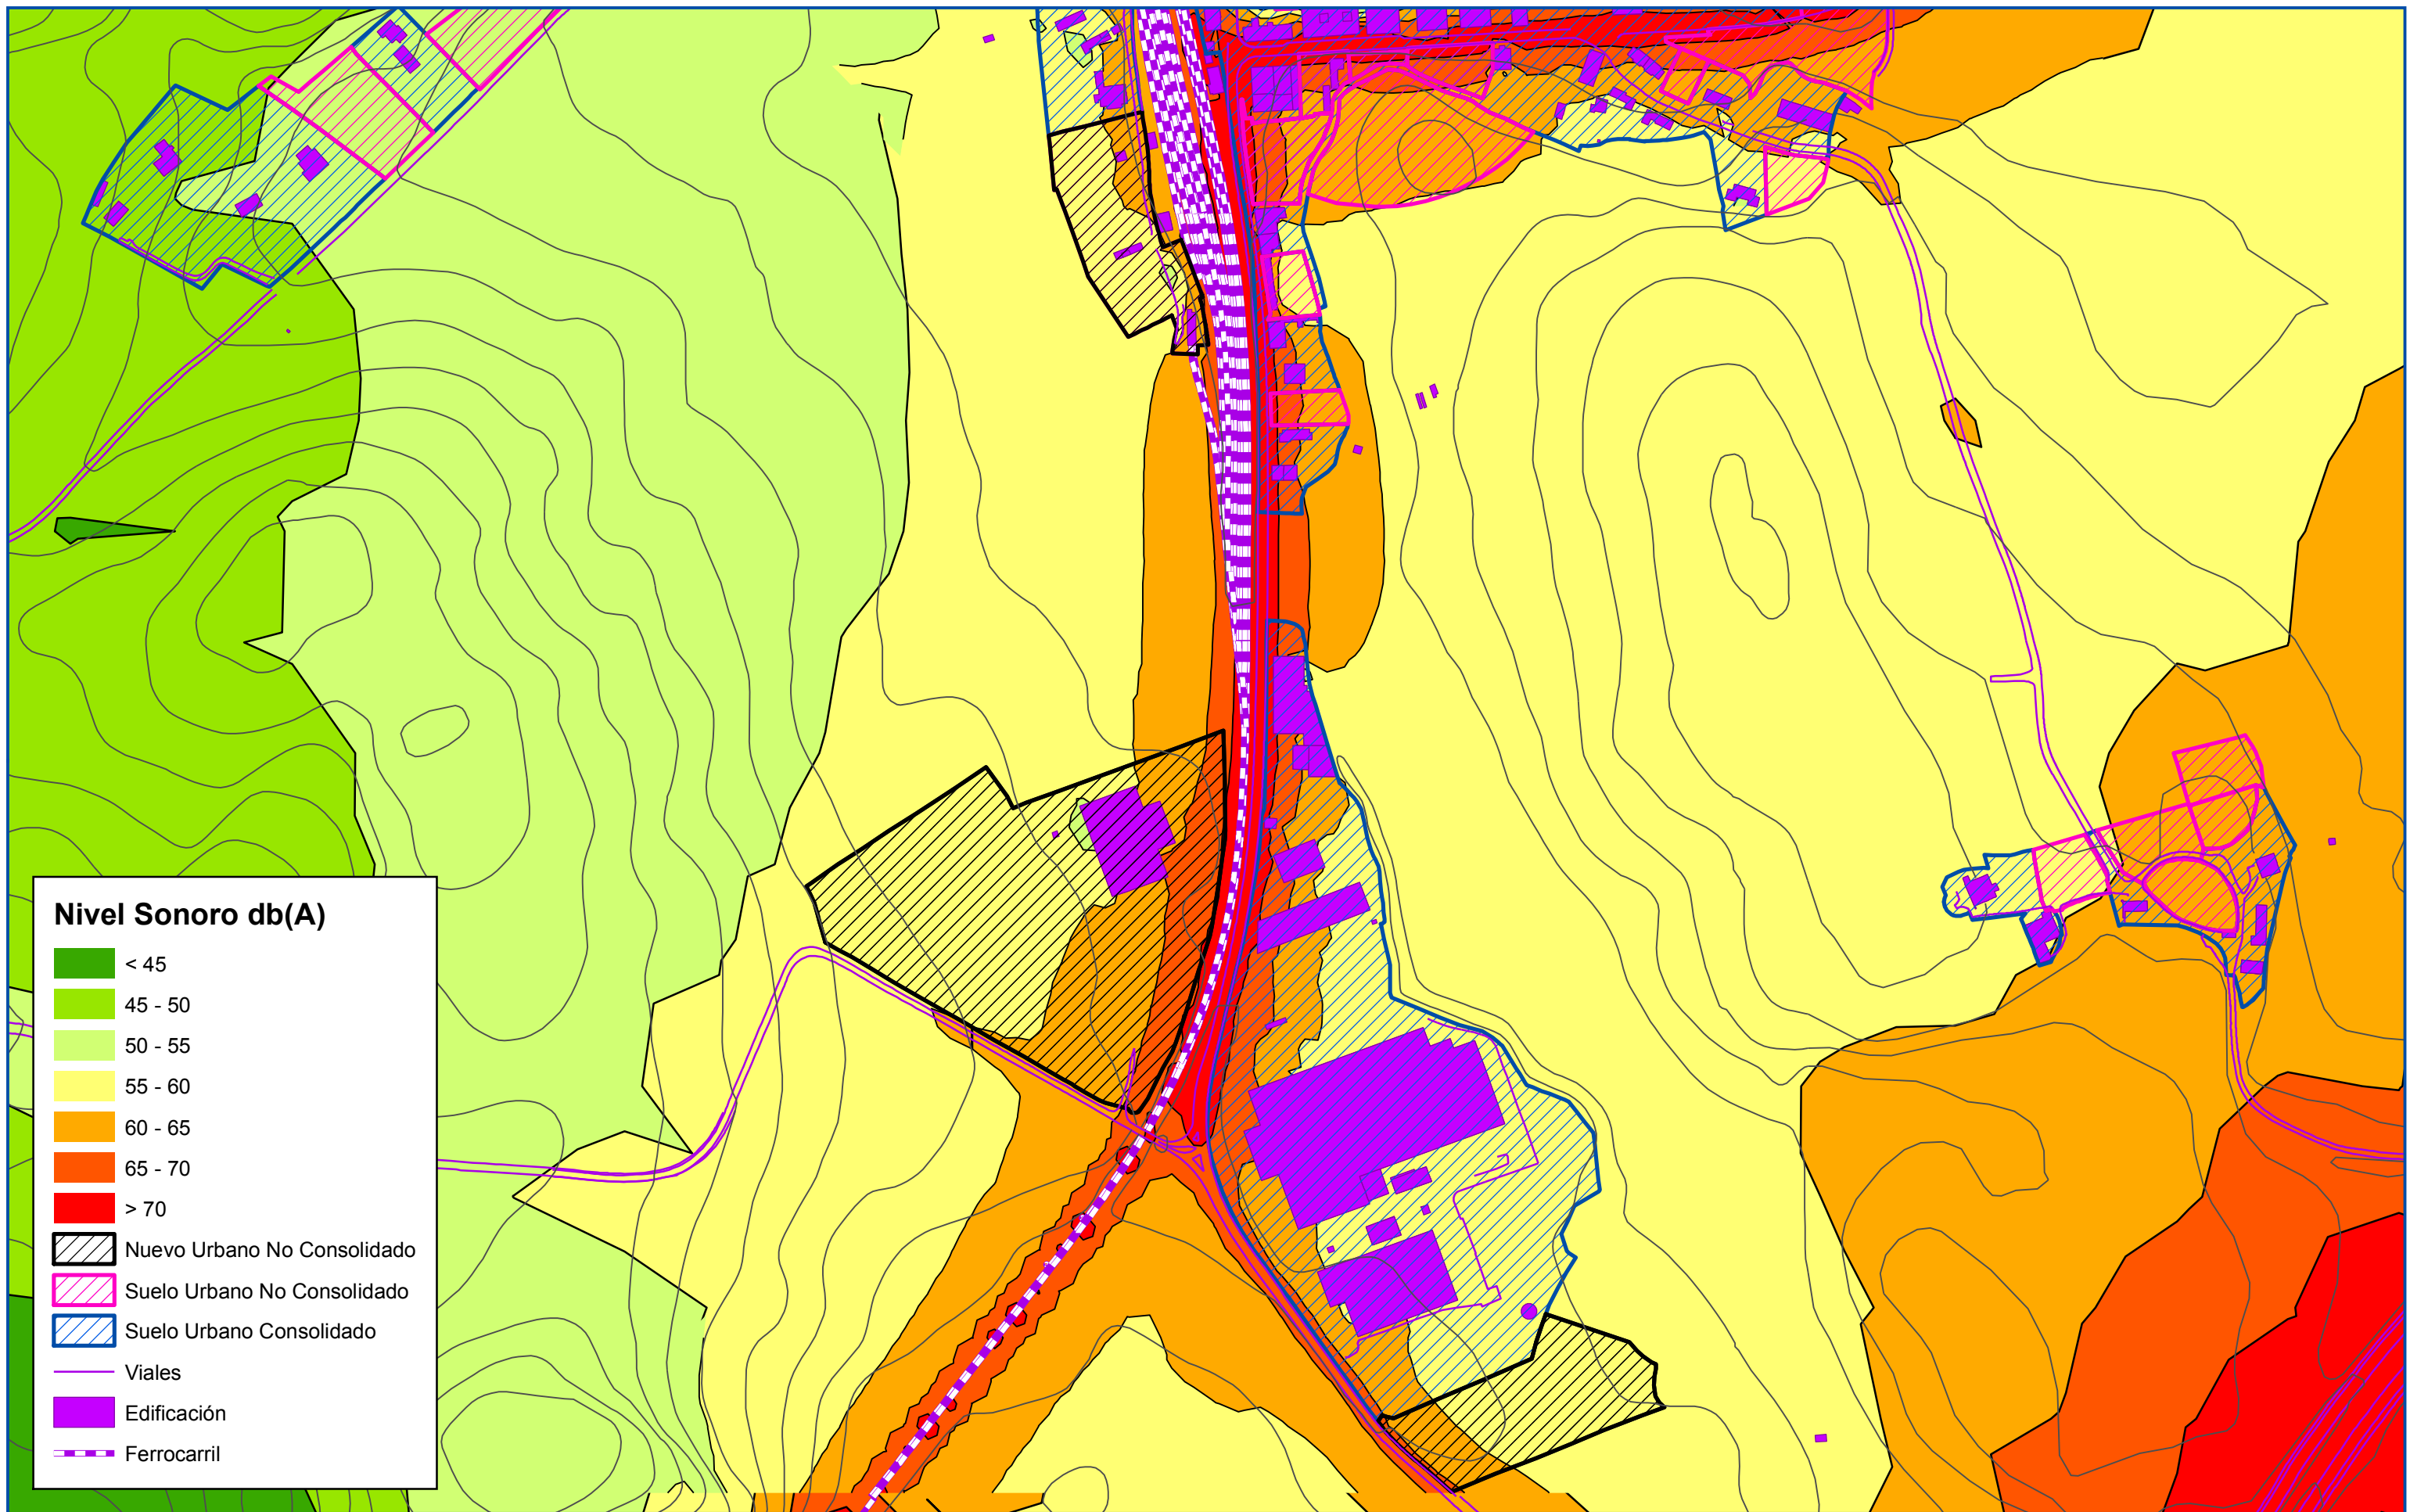 Nivel Sonoro db(A)
< 45
45 - 50
50 - 55
55 - 60
60 - 65
65 - 70
> 70
Nuevo Urbano No Consolidado
Suelo Urbano No Consolidado
Suelo Urbano Consolidado
Viales
Edificación
Ferrocarril